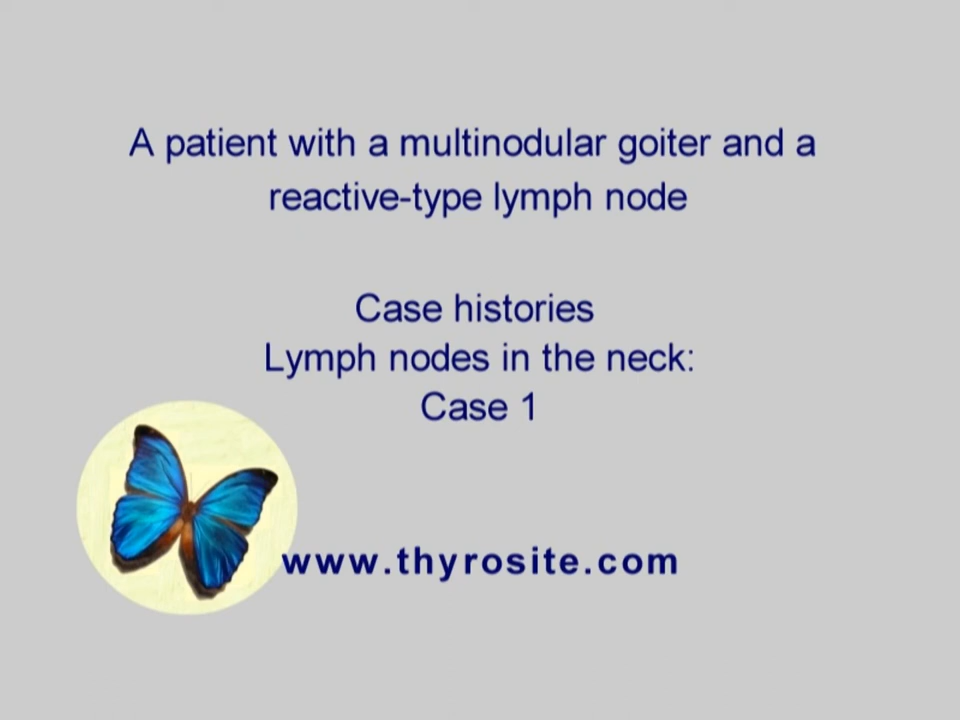 A patient with a multinodular goiter and a
reactive-type lymph node
Case histories
Lymph nodes in the neck:
Case 1
www.thyrosite.com